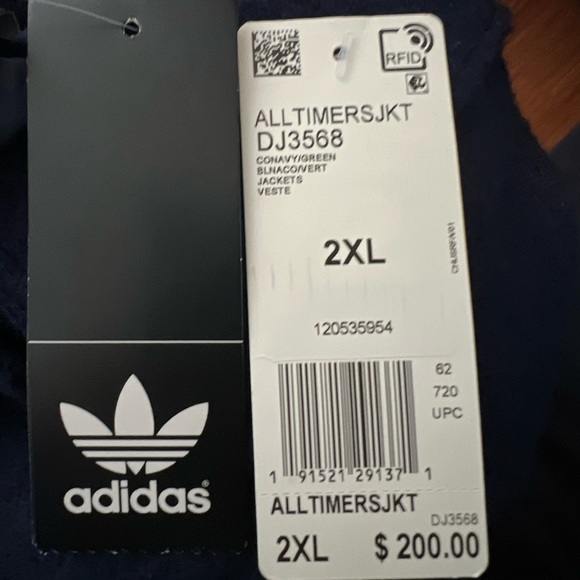 adidas®
RFID
ALLTIMERSJKT
DJ3568
CONAVY/GREEN
BLNACO/VERT
JACKETS
VESTE
2XL
120535954
62
720
UPC
1 91521 29137 1
ALLTIMERSJKT
DJ3568
2XL $ 200.00